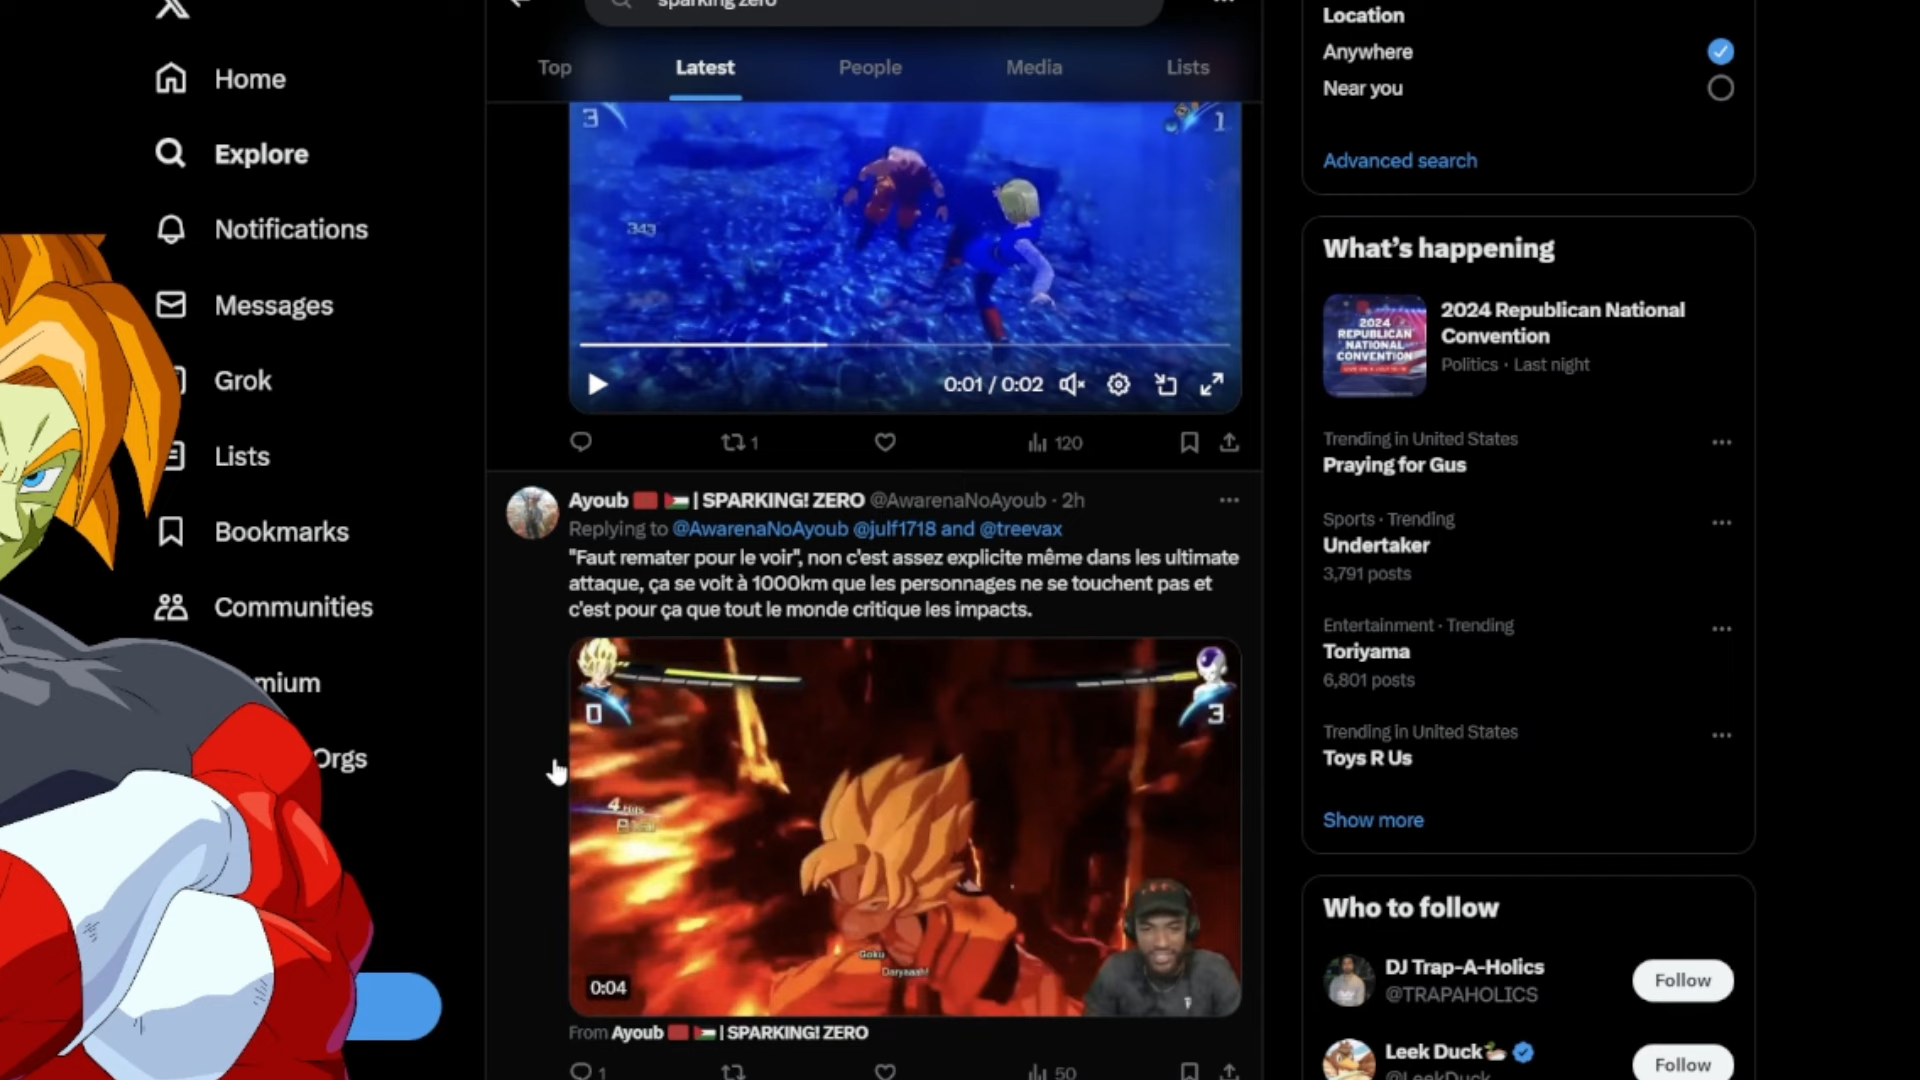 sparking zero
Top
Latest
People
Media
Lists
Home
Explore
Notifications
Messages
Grok
Lists
Bookmarks
Communities
mium
Orgs
3
1
343
0:01 / 0:02
1
120
Ayoub | SPARKING! ZERO @AwarenaNoAyoub · 2h
Replying to @AwarenaNoAyoub @julf1718 and @treevax
"Faut remater pour le voir", non c'est assez explicite même dans les ultimate
attaque, ça se voit à 1000km que les personnages ne se touchent pas et
c'est pour ça que tout le monde critique les impacts.
0
3
4 Hits
Goku
Daryaaah!
0:04
From Ayoub | SPARKING! ZERO
1
50
Location
Anywhere
Near you
Advanced search
What's happening
2024
REPUBLICAN
NATIONAL
CONVENTION
2024 Republican National
Convention
Politics · Last night
Trending in United States
Praying for Gus
Sports · Trending
Undertaker
3,791 posts
Entertainment · Trending
Toriyama
6,801 posts
Trending in United States
Toys R Us
Show more
Who to follow
DJ Trap-A-Holics
@TRAPAHOLICS
Follow
Leek Duck
@LeekDuck
Follow